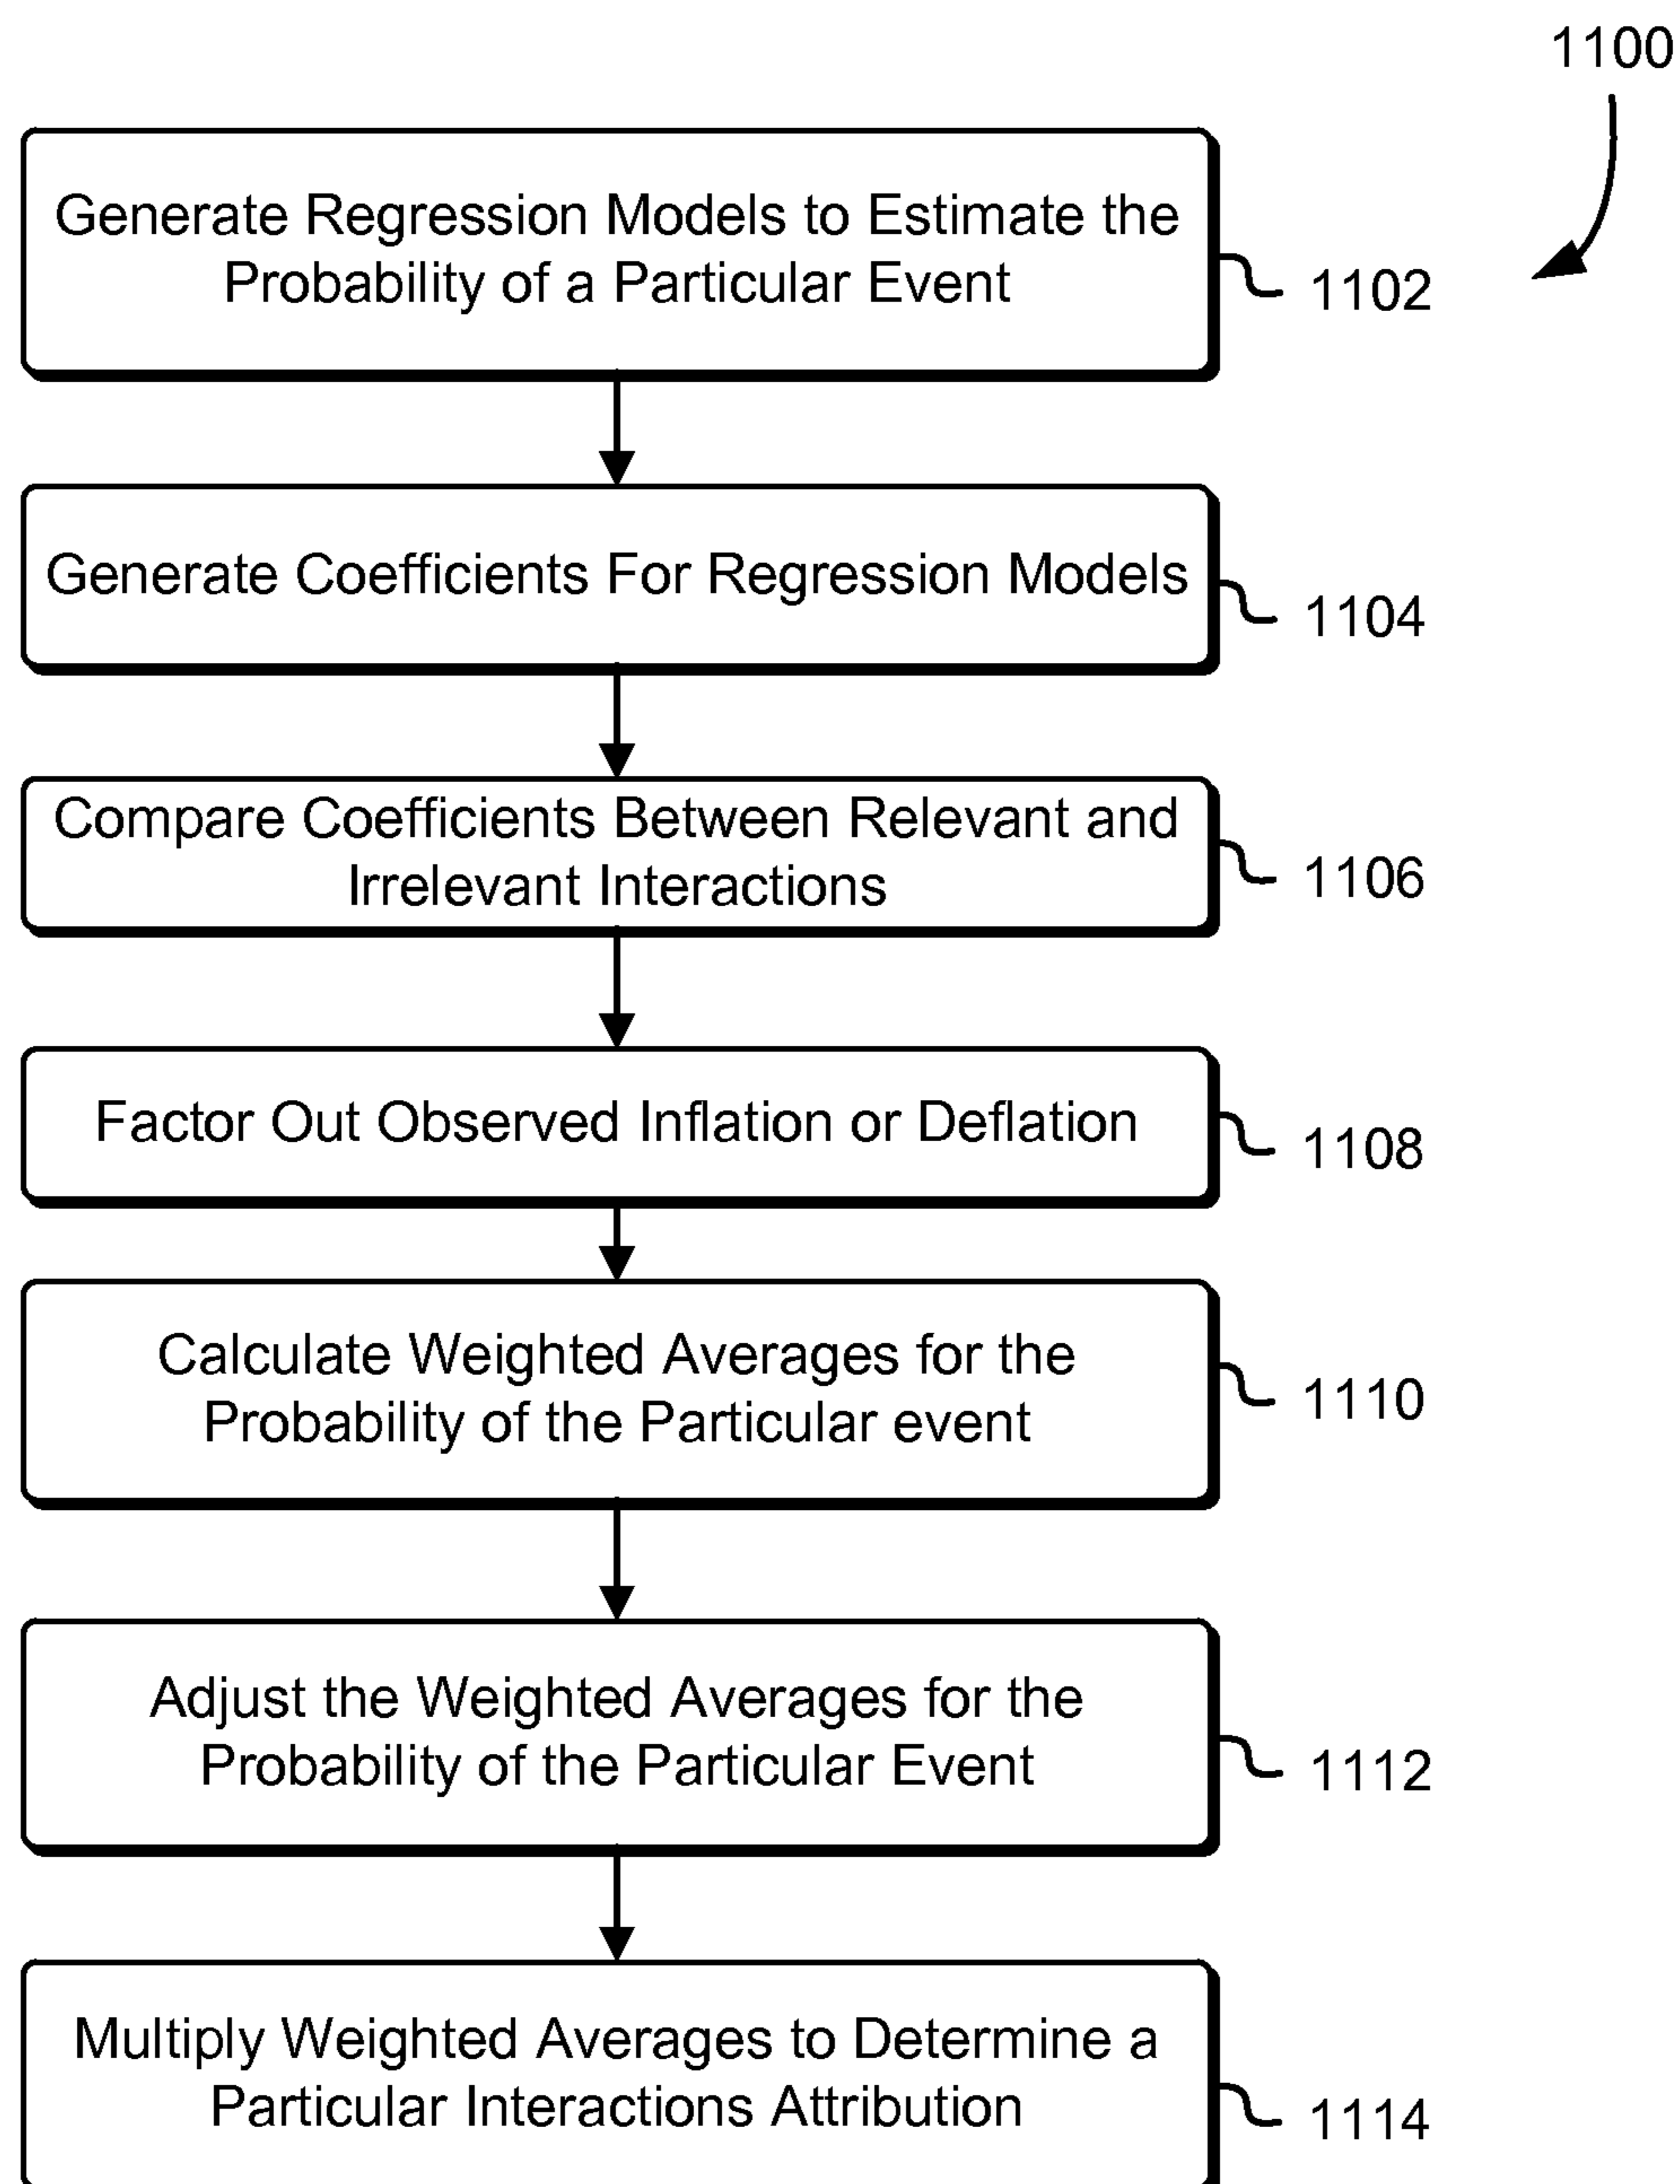 1100
Generate Regression Models to Estimate the
Probability of a Particular Event
1102
Generate Coefficients For Regression Models
1104
Compare Coefficients Between Relevant and
Irrelevant Interactions
1106
Factor Out Observed Inflation or Deflation
1108
Calculate Weighted Averages for the
Probability of the Particular event
1110
Adjust the Weighted Averages for the
Probability of the Particular Event
1112
Multiply Weighted Averages to Determine a
Particular Interactions Attribution
1114